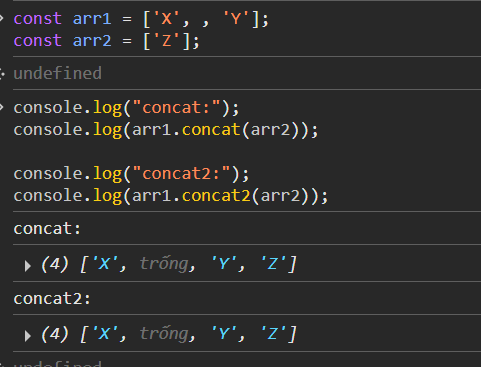 const arr1 = ['X', , 'Y'];
const arr2 = ['Z'];
undefined
console.log("concat:");
console.log(arr1.concat(arr2));
console.log("concat2:");
console.log(arr1.concat2(arr2));
concat:
(4) ['X', trống, 'Y', 'Z']
concat2:
(4) ['X', trống, 'Y', 'Z']
undefined